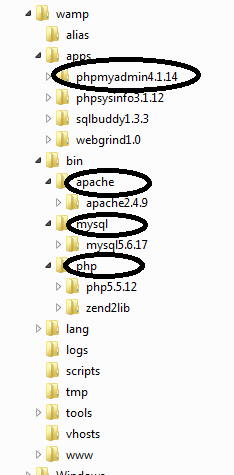 wamp
alias
apps
phpmyadmin4.1.14
phpsysinfo3.1.12
sqlbuddy1.3.3
webgrind1.0
bin
apache
apache2.4.9
mysql
mysql5.6.17
php
php5.5.12
zend2lib
lang
logs
scripts
tmp
tools
vhosts
www
Windows